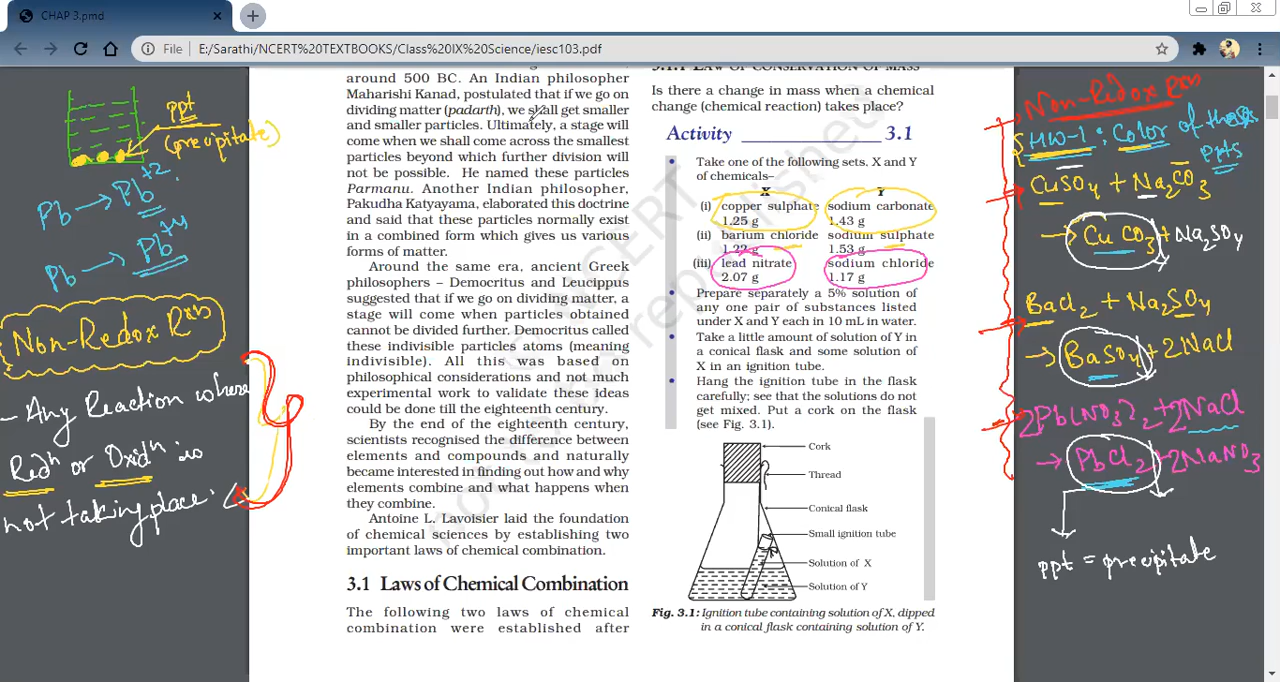 CHAP 3.pmd
File
E:/Sarathi/NCERT%20TEXTBOOKS/Class%20IX%20Science/iesc103.pdf
ppt
(precipitate)
Pb → Pb+2
Pb → Pb+4
Non-Redox Rxns
- Any Reaction where
Redn or Oxidn is
not taking place.
around 500 BC. An Indian philosopher
Maharishi Kanad, postulated that if we go on
dividing matter (padarth), we shall get smaller
and smaller particles. Ultimately, a stage will
come when we shall come across the smallest
particles beyond which further division will
not be possible. He named these particles
Parmanu. Another Indian philosopher,
Pakudha Katyayama, elaborated this doctrine
and said that these particles normally exist
in a combined form which gives us various
forms of matter.
Around the same era, ancient Greek
philosophers – Democritus and Leucippus
suggested that if we go on dividing matter, a
stage will come when particles obtained
cannot be divided further. Democritus called
these indivisible particles atoms (meaning
indivisible). All this was based on
philosophical considerations and not much
experimental work to validate these ideas
could be done till the eighteenth century.
By the end of the eighteenth century,
scientists recognised the difference between
elements and compounds and naturally
became interested in finding out how and why
elements combine and what happens when
they combine.
Antoine L. Lavoisier laid the foundation
of chemical sciences by establishing two
important laws of chemical combination.
3.1 Laws of Chemical Combination
The following two laws of chemical
combination were established after
3.1.1 LAW OF CONSERVATION OF MASS
Is there a change in mass when a chemical
change (chemical reaction) takes place?
Activity ______________ 3.1
• Take one of the following sets, X and Y
of chemicals–
X Y
(i) copper sulphate sodium carbonate
1.25 g 1.43 g
(ii) barium chloride sodium sulphate
1.22 g 1.53 g
(iii) lead nitrate sodium chloride
2.07 g 1.17 g
• Prepare separately a 5% solution of
any one pair of substances listed
under X and Y each in 10 mL in water.
• Take a little amount of solution of Y in
a conical flask and some solution of
X in an ignition tube.
• Hang the ignition tube in the flask
carefully; see that the solutions do not
get mixed. Put a cork on the flask
(see Fig. 3.1).
Cork
Thread
Conical flask
Small ignition tube
Solution of X
Solution of Y
Fig. 3.1: Ignition tube containing solution of X, dipped
in a conical flask containing solution of Y.
Non-Redox Rxns
HW-1: Color of these
ppts
CuSO4 + Na2CO3
→ CuCO3 + Na2SO4
BaCl2 + Na2SO4
→ BaSO4 + 2NaCl
Pb(NO3)2 + 2NaCl
→ PbCl2 + 2NaNO3
ppt = precipitate